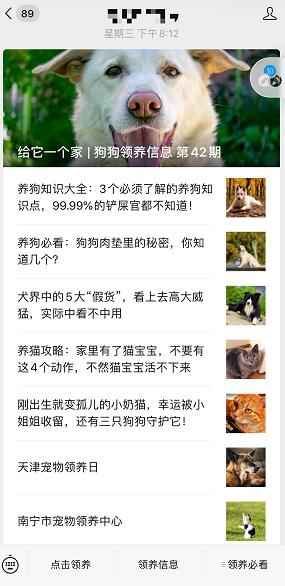 89
星期三 下午8:12
给它一个家 | 狗狗领养信息 第42期
养狗知识大全：3个必须了解的养狗知
识点，99.99%的铲屎官都不知道！
养狗必看：狗狗肉垫里的秘密，你知
道几个？
犬界中的5大“假货”，看上去高大威
猛，实际中看不中用
养猫攻略：家里有了猫宝宝，不要有
这4个动作，不然猫宝宝活不下来
刚出生就变孤儿的小奶猫，幸运被小
姐姐收留，还有三只狗狗守护它！
天津宠物领养日
南宁市宠物领养中心
点击领养
领养信息
领养必看